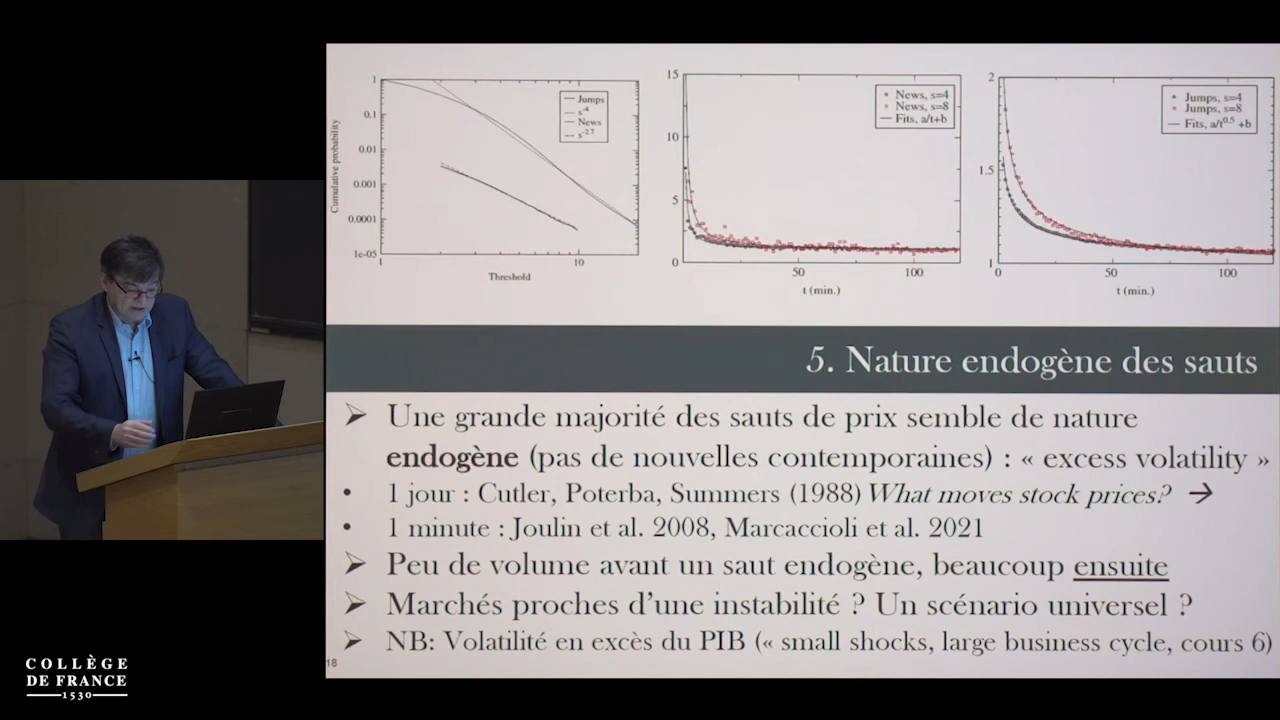 15
2
1
0.1
0.01
0.001
0.0001
1e-05
Cumulative probability
Jumps
s^-4
News
s^-2.7
1
10
Threshold
10
5
0
News, s=4
News, s=8
Fits, a/t+b
50
100
t (min.)
1.5
1
Jumps, s=4
Jumps, s=8
Fits, a/t^0.5 +b
0
50
100
t (min.)
5. Nature endogène des sauts
➢ Une grande majorité des sauts de prix semble de nature
endogène (pas de nouvelles contemporaines) : « excess volatility »
• 1 jour : Cutler, Poterba, Summers (1988) What moves stock prices? →
• 1 minute : Joulin et al. 2008, Marcaccioli et al. 2021
➢ Peu de volume avant un saut endogène, beaucoup ensuite
➢ Marchés proches d’une instabilité ? Un scénario universel ?
➢ NB: Volatilité en excès du PIB (« small shocks, large business cycle, cours 6)
18
COLLÈGE
DE FRANCE
1530